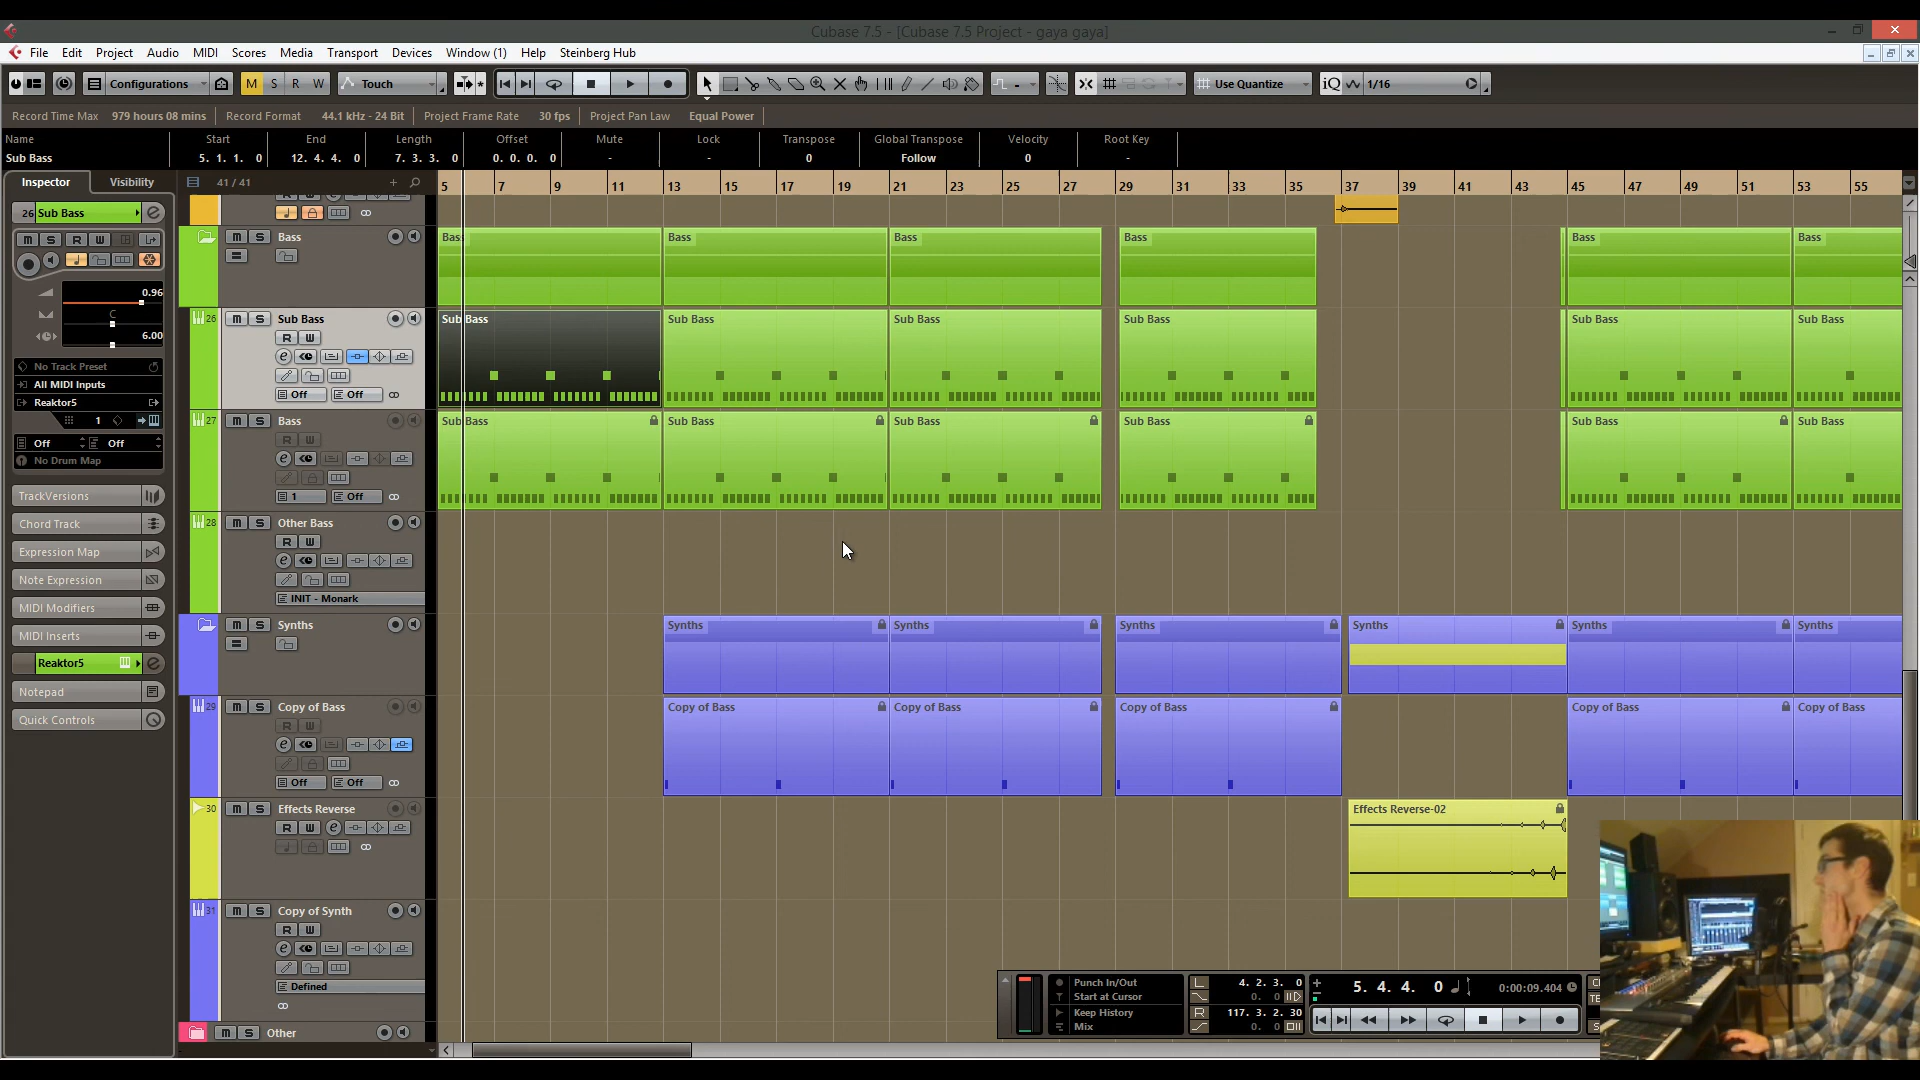 Cubase 7.5 - [Cubase 7.5 Project - gaya gaya]
File Edit Project Audio MIDI Scores Media Transport Devices Window (1) Help Steinberg Hub
Configurations M S R W Touch Use Quantize iQ 1/16
Record Time Max 979 hours 08 mins Record Format 44.1 kHz - 24 Bit Project Frame Rate 30 fps Project Pan Law Equal Power
Name Start End Length Offset Mute Lock Transpose Global Transpose Velocity Root Key
Sub Bass 5. 1. 1. 0 12. 4. 4. 0 7. 3. 3. 0 0. 0. 0. 0 - - 0 Follow 0 -
Inspector Visibility 41 / 41 5 7 9 11 13 15 17 19 21 23 25 27 29 31 33 35 37 39 41 43 45 47 49 51 53 55
26 Sub Bass
m S R W
m S Bass Bass Bass Bass Bass Bass Bass
0.96
C
6.00
26 m S Sub Bass Sub Bass Sub Bass Sub Bass Sub Bass Sub Bass Sub Bass
R W
e
Off Off
No Track Preset
All MIDI Inputs
Reaktor5
1
Off Off
No Drum Map
27 m S Bass Sub Bass Sub Bass Sub Bass Sub Bass Sub Bass Sub Bass
R W
e
1 Off
TrackVersions
Chord Track
Expression Map
Note Expression
MIDI Modifiers
MIDI Inserts
Reaktor5
Notepad
Quick Controls
28 m S Other Bass
R W
e
INIT - Monark
m S Synths Synths Synths Synths Synths Synths Synths
29 m S Copy of Bass Copy of Bass Copy of Bass Copy of Bass Copy of Bass Copy of Bass
R W
e
Off Off
30 m S Effects Reverse Effects Reverse-02
R W e
31 m S Copy of Synth
R W
e
Defined
m S Other
Punch In/Out
Start at Cursor
Keep History
Mix
L 4. 2. 3. 0
0. 0
R 117. 3. 2. 30
0. 0
5. 4. 4. 0 0:00:09.404